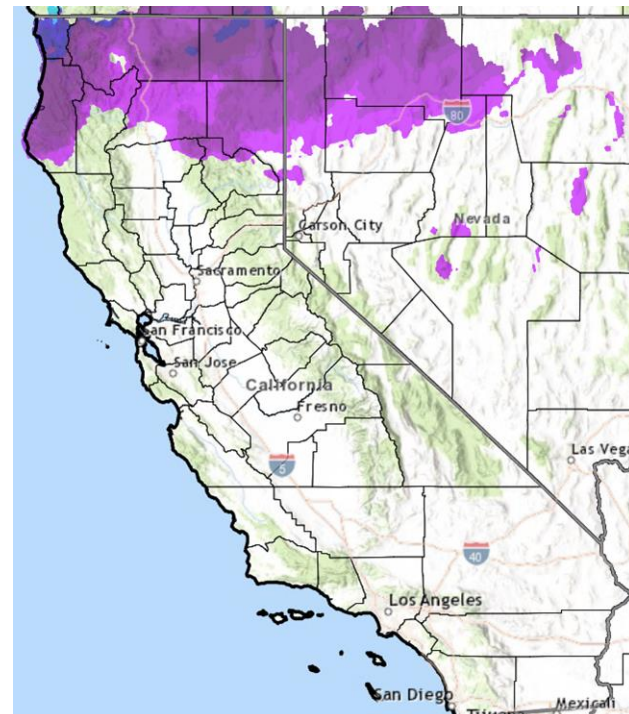 80
Nevada
Carson City
Sacramento
San Francisco
San Jose
California
Fresno
5
Las Vega
40
Los Angeles
San Diego
Mexicali